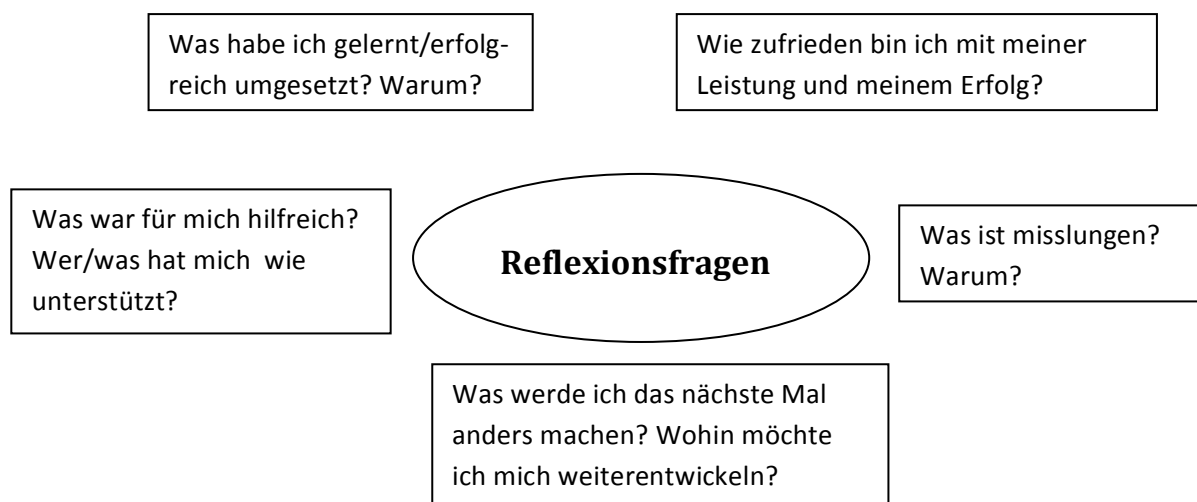 Was habe ich gelernt/erfolg-
reich umgesetzt? Warum?
Wie zufrieden bin ich mit meiner
Leistung und meinem Erfolg?
Was war für mich hilfreich?
Wer/was hat mich  wie
unterstützt?
Reflexionsfragen
Was ist misslungen?
Warum?
Was werde ich das nächste Mal
anders machen? Wohin möchte
ich mich weiterentwickeln?